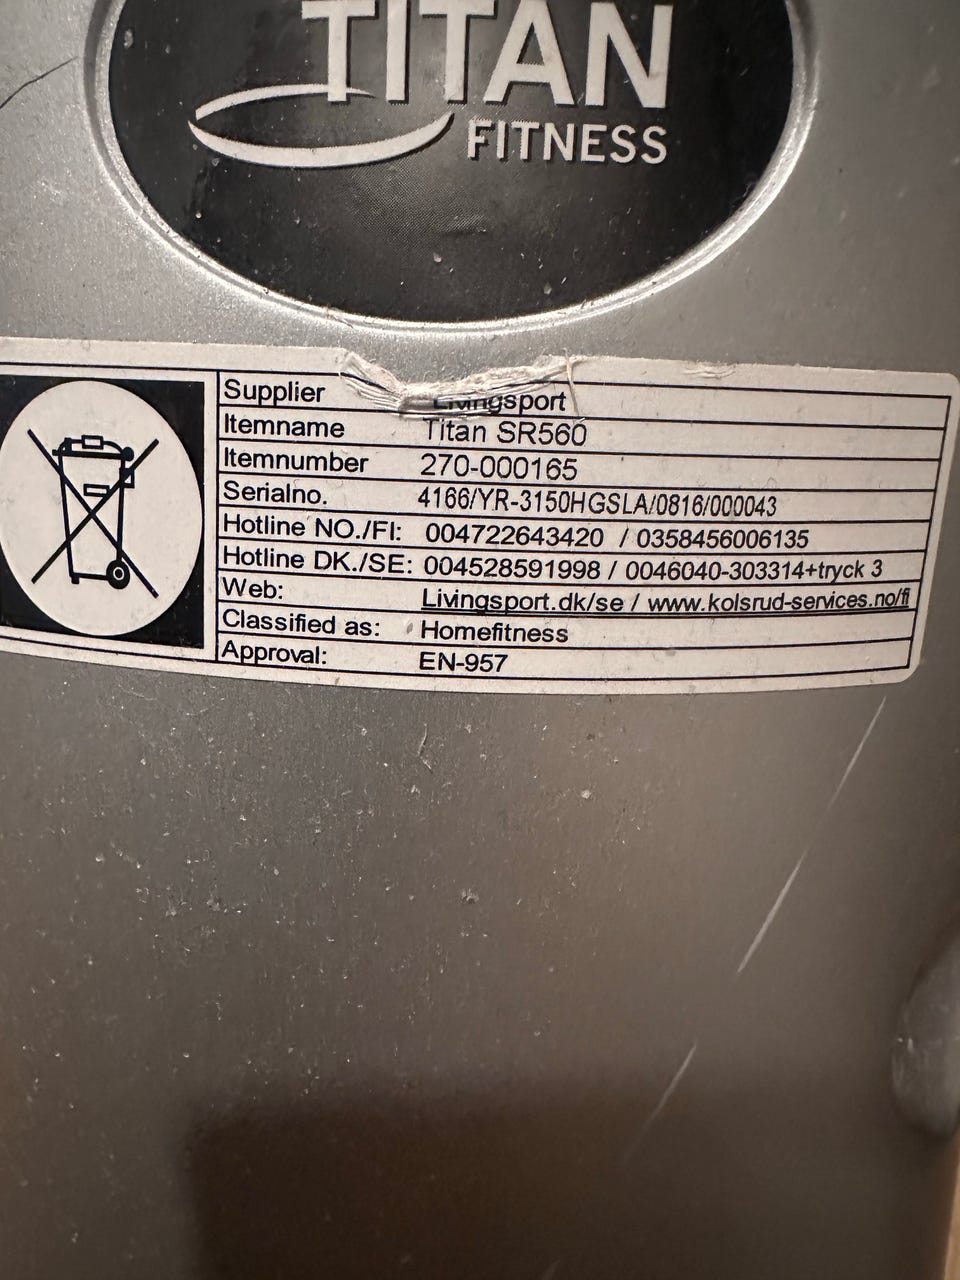 TITAN
FITNESS
Supplier Livingsport
Itemname Titan SR560
Itemnumber 270-000165
Serialno. 4166/YR-3150HGSLA/0816/000043
Hotline NO./FI: 004722643420 / 0358456006135
Hotline DK./SE: 004528591998 / 0046040-303314+tryck 3
Web: Livingsport.dk/se / www.kolsrud-services.no/fi
Classified as: Homefitness
Approval: EN-957